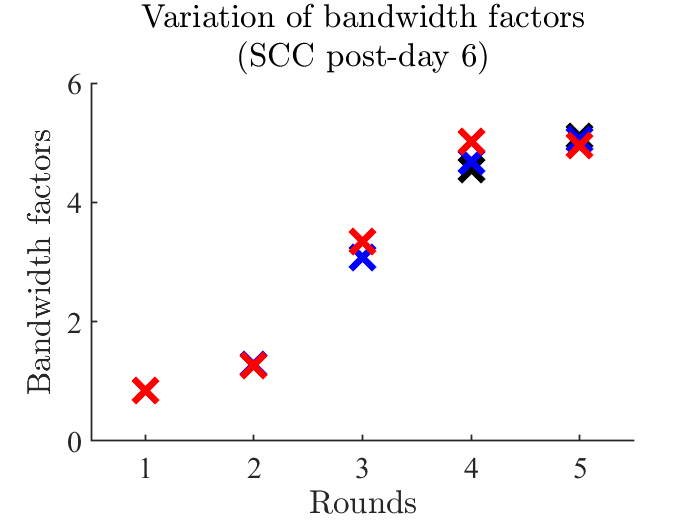 Variation of bandwidth factors
(SCC post-day 6)
Bandwidth factors
6
4
2
0
1 2 3 4 5
Rounds